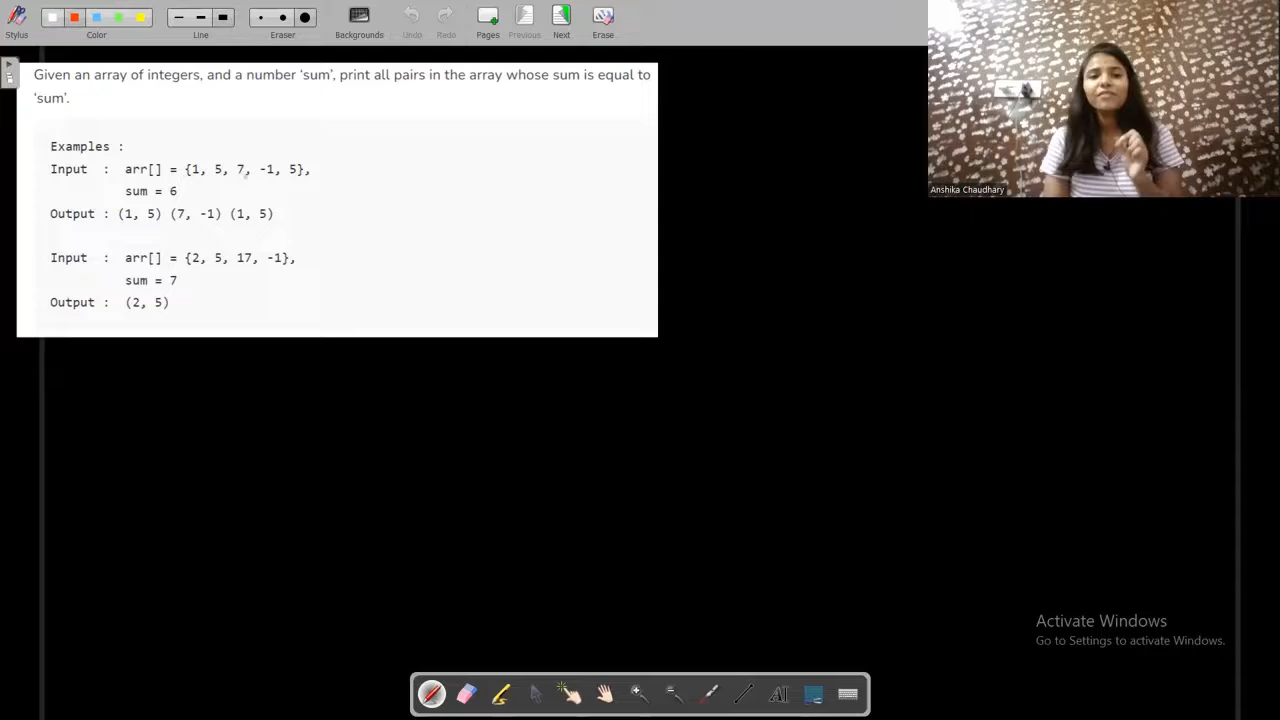 Stylus
Color
Line
Eraser
Backgrounds
Undo
Redo
Pages
Previous
Next
Erase
Given an array of integers, and a number ‘sum’, print all pairs in the array whose sum is equal to
‘sum’.
Examples :
Input  :  arr[] = {1, 5, 7, -1, 5},
sum = 6
Output : (1, 5) (7, -1) (1, 5)
Input  :  arr[] = {2, 5, 17, -1},
sum = 7
Output :  (2, 5)
Anshika Chaudhary
Activate Windows
Go to Settings to activate Windows.
AI